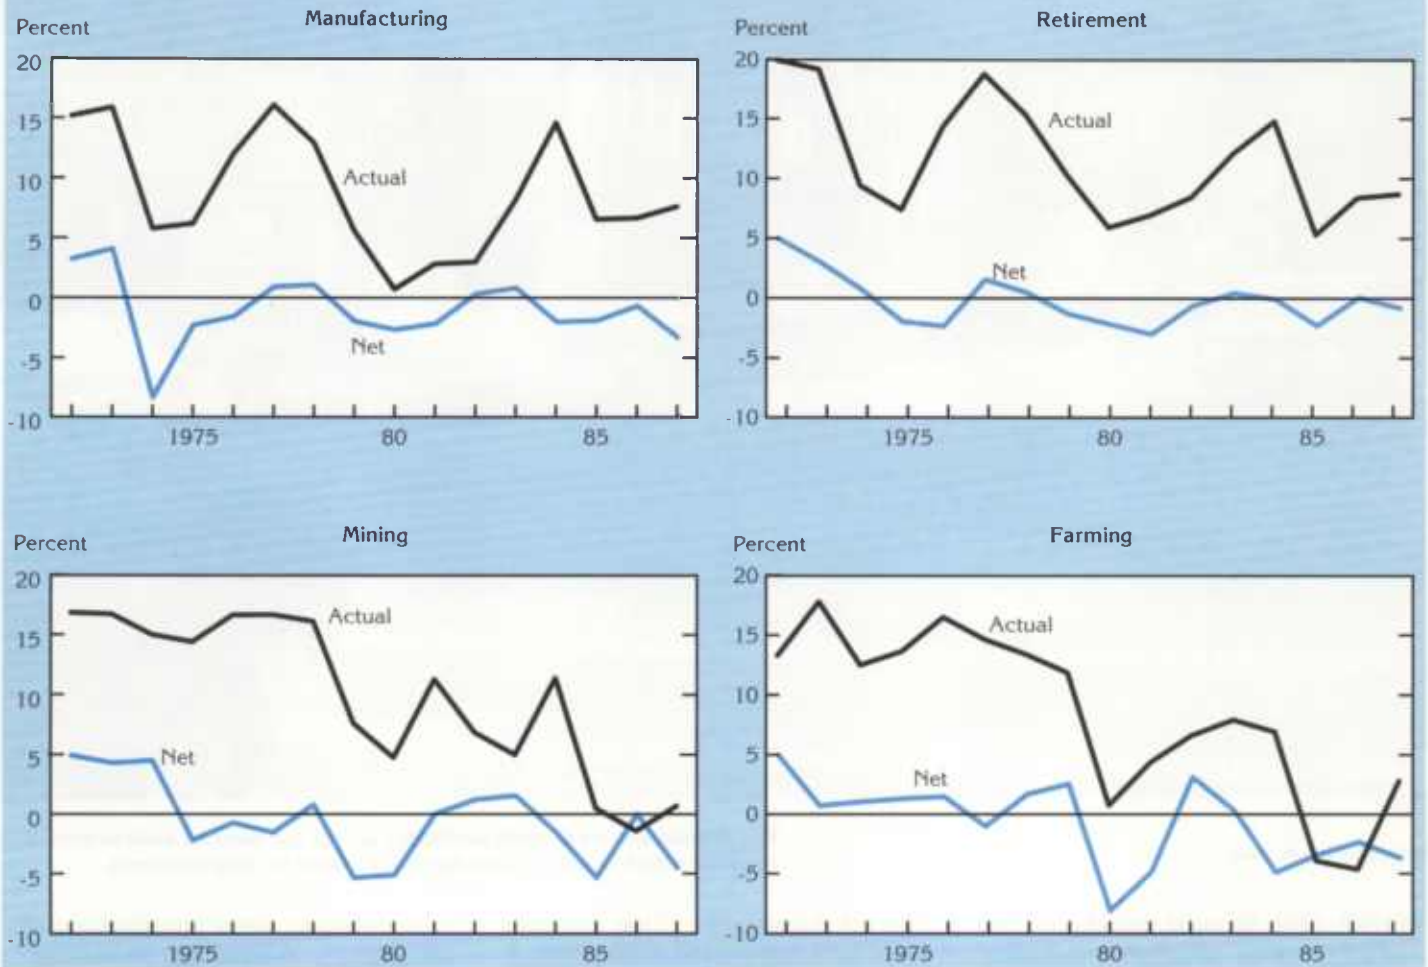 Manufacturing
Percent
20
15
10
5
0
-5
-10
Actual
Net
1975 80 85
Retirement
Percent
20
15
10
5
0
-5
-10
Actual
Net
1975 80 85
Mining
Percent
20
15
10
5
0
-5
-10
Actual
Net
1975 80 85
Farming
Percent
20
15
10
5
0
-5
-10
Actual
Net
1975 80 85